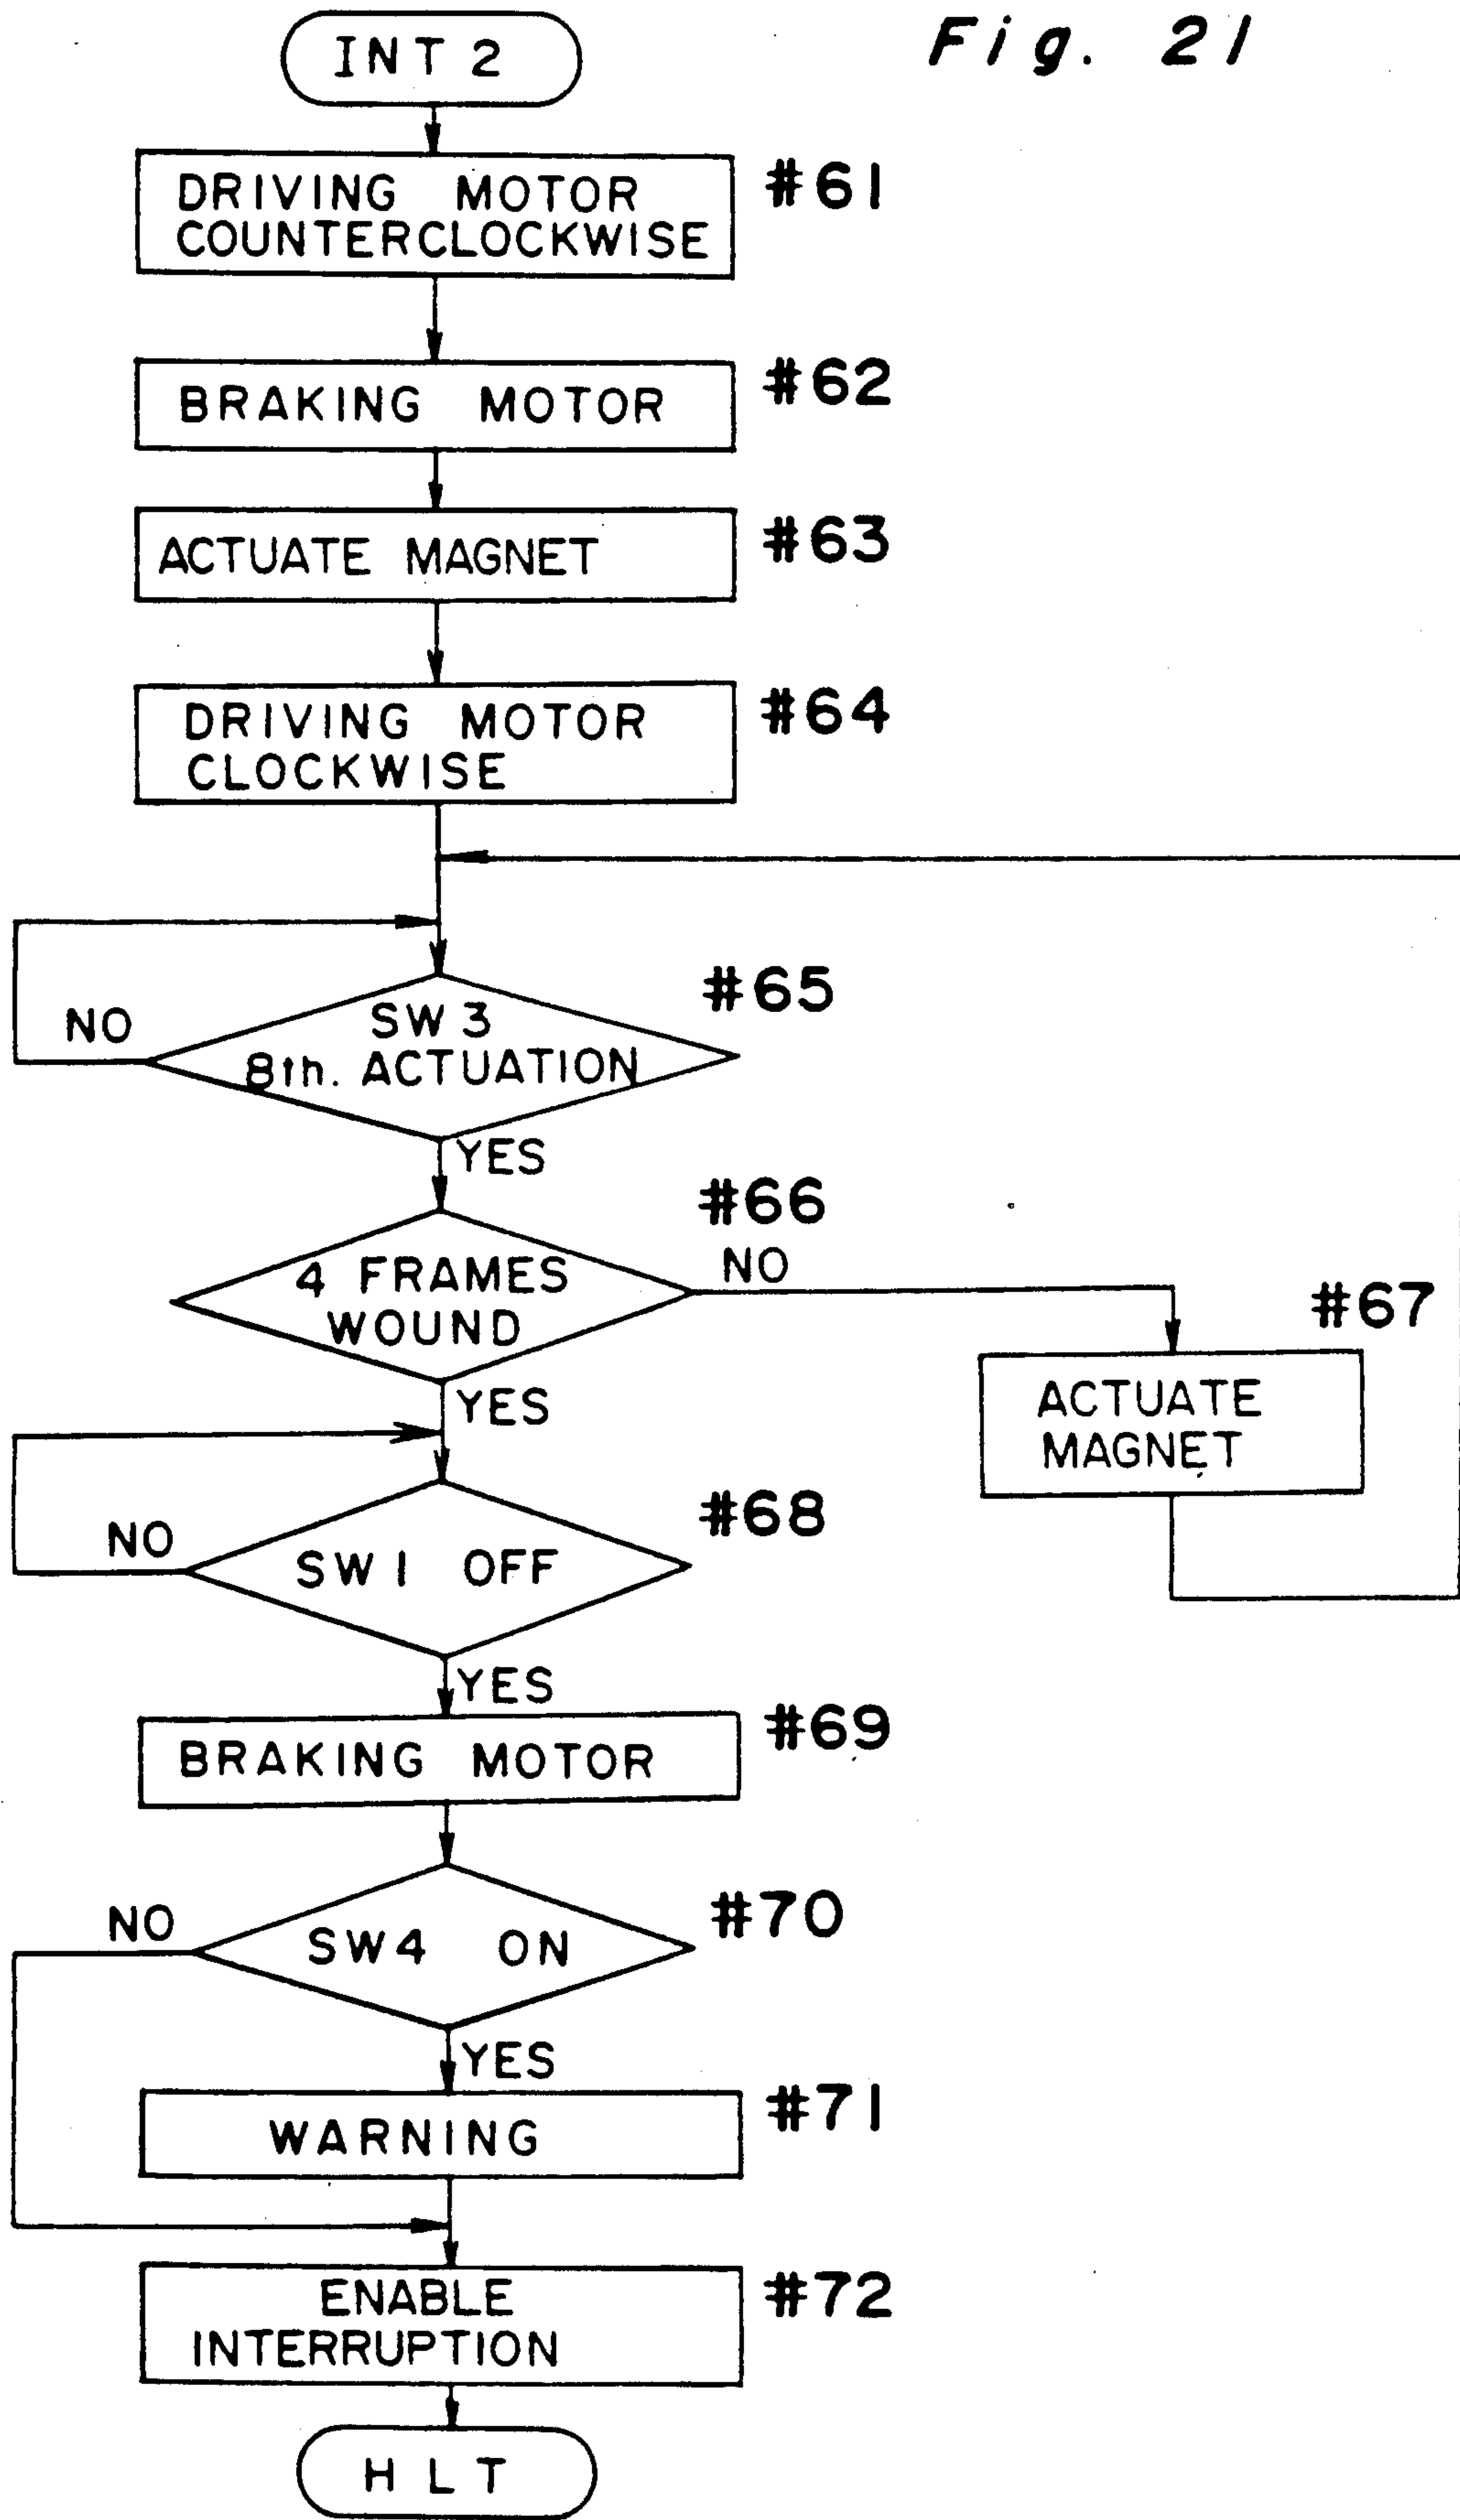 Fig. 21
INT 2
DRIVING MOTOR
COUNTERCLOCKWISE
#61
BRAKING MOTOR
#62
ACTUATE MAGNET
#63
DRIVING MOTOR
CLOCKWISE
#64
SW 3
8th. ACTUATION
#65
NO
YES
4 FRAMES
WOUND
#66
NO
YES
ACTUATE
MAGNET
#67
SW1 OFF
#68
NO
YES
BRAKING MOTOR
#69
SW4 ON
#70
NO
YES
WARNING
#71
ENABLE
INTERRUPTION
#72
HLT